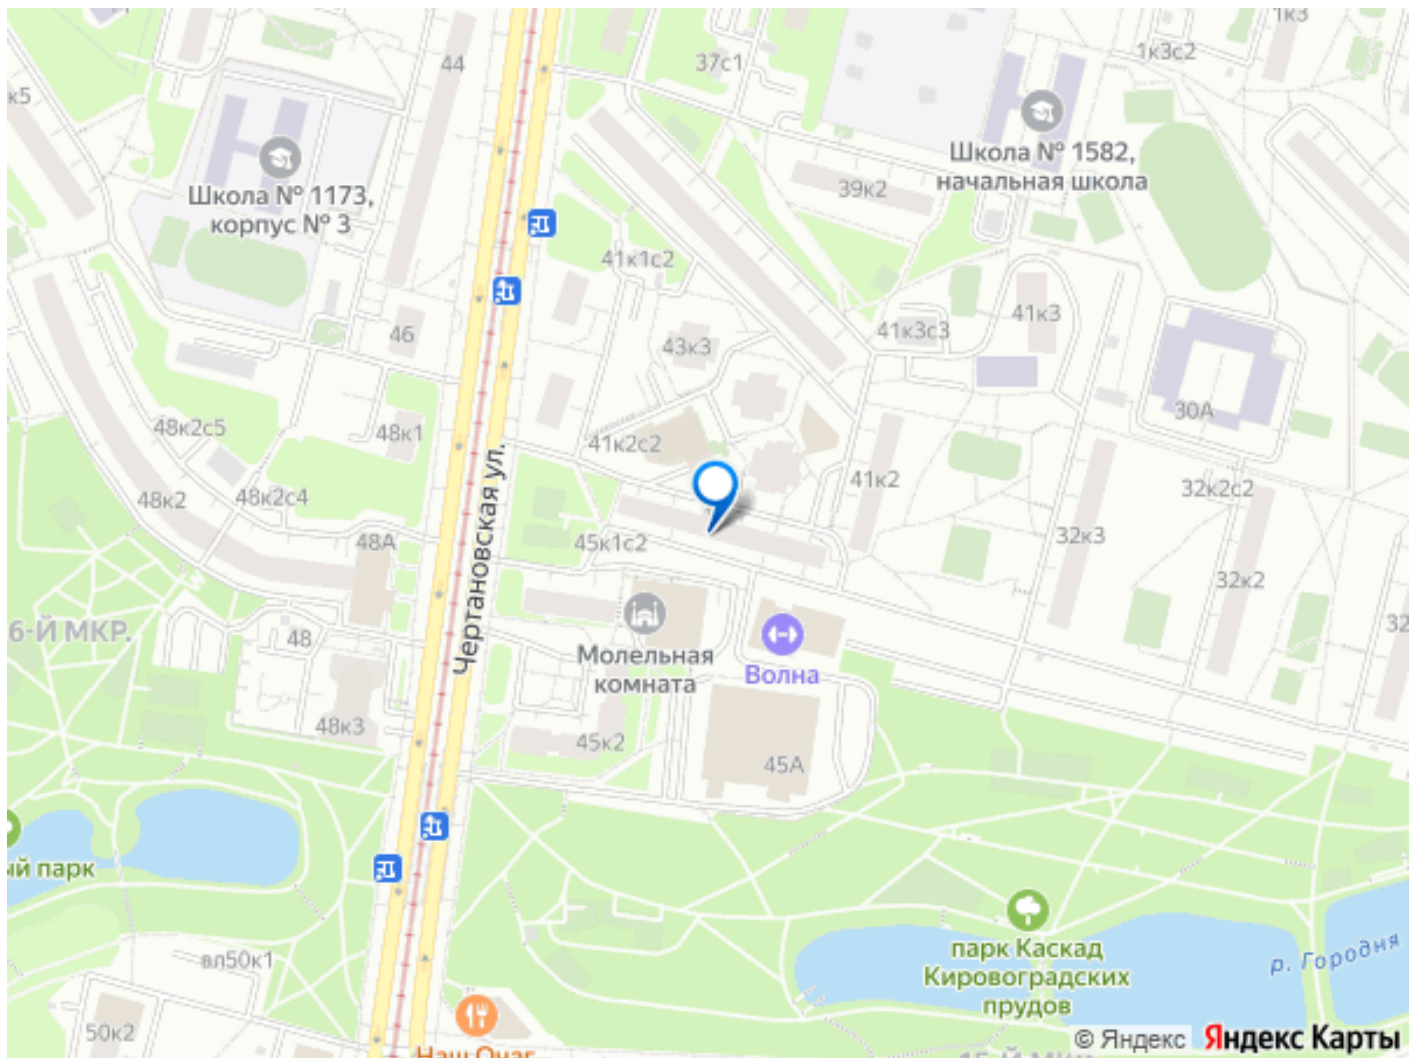 44
37с1
1к3
1к3с2
к5
Школа № 1582,
начальная школа
Школа № 1173,
корпус № 3
39к2
41к1с2
46
43к3
41к3с3
41к3
30А
48к2с5
48к1
41к2с2
41к2
48к2
48к2с4
32к2с2
48А
45к1с2
32к3
32к2
Чертановская ул.
6-Й МКР.
48
Молельная
комната
Волна
32
48к3
45к2
45А
ый парк
парк Каскад
Кировоградских
прудов
р. Городня
вл50к1
50к2
Наш Очаг
© Яндекс Яндекс Карты